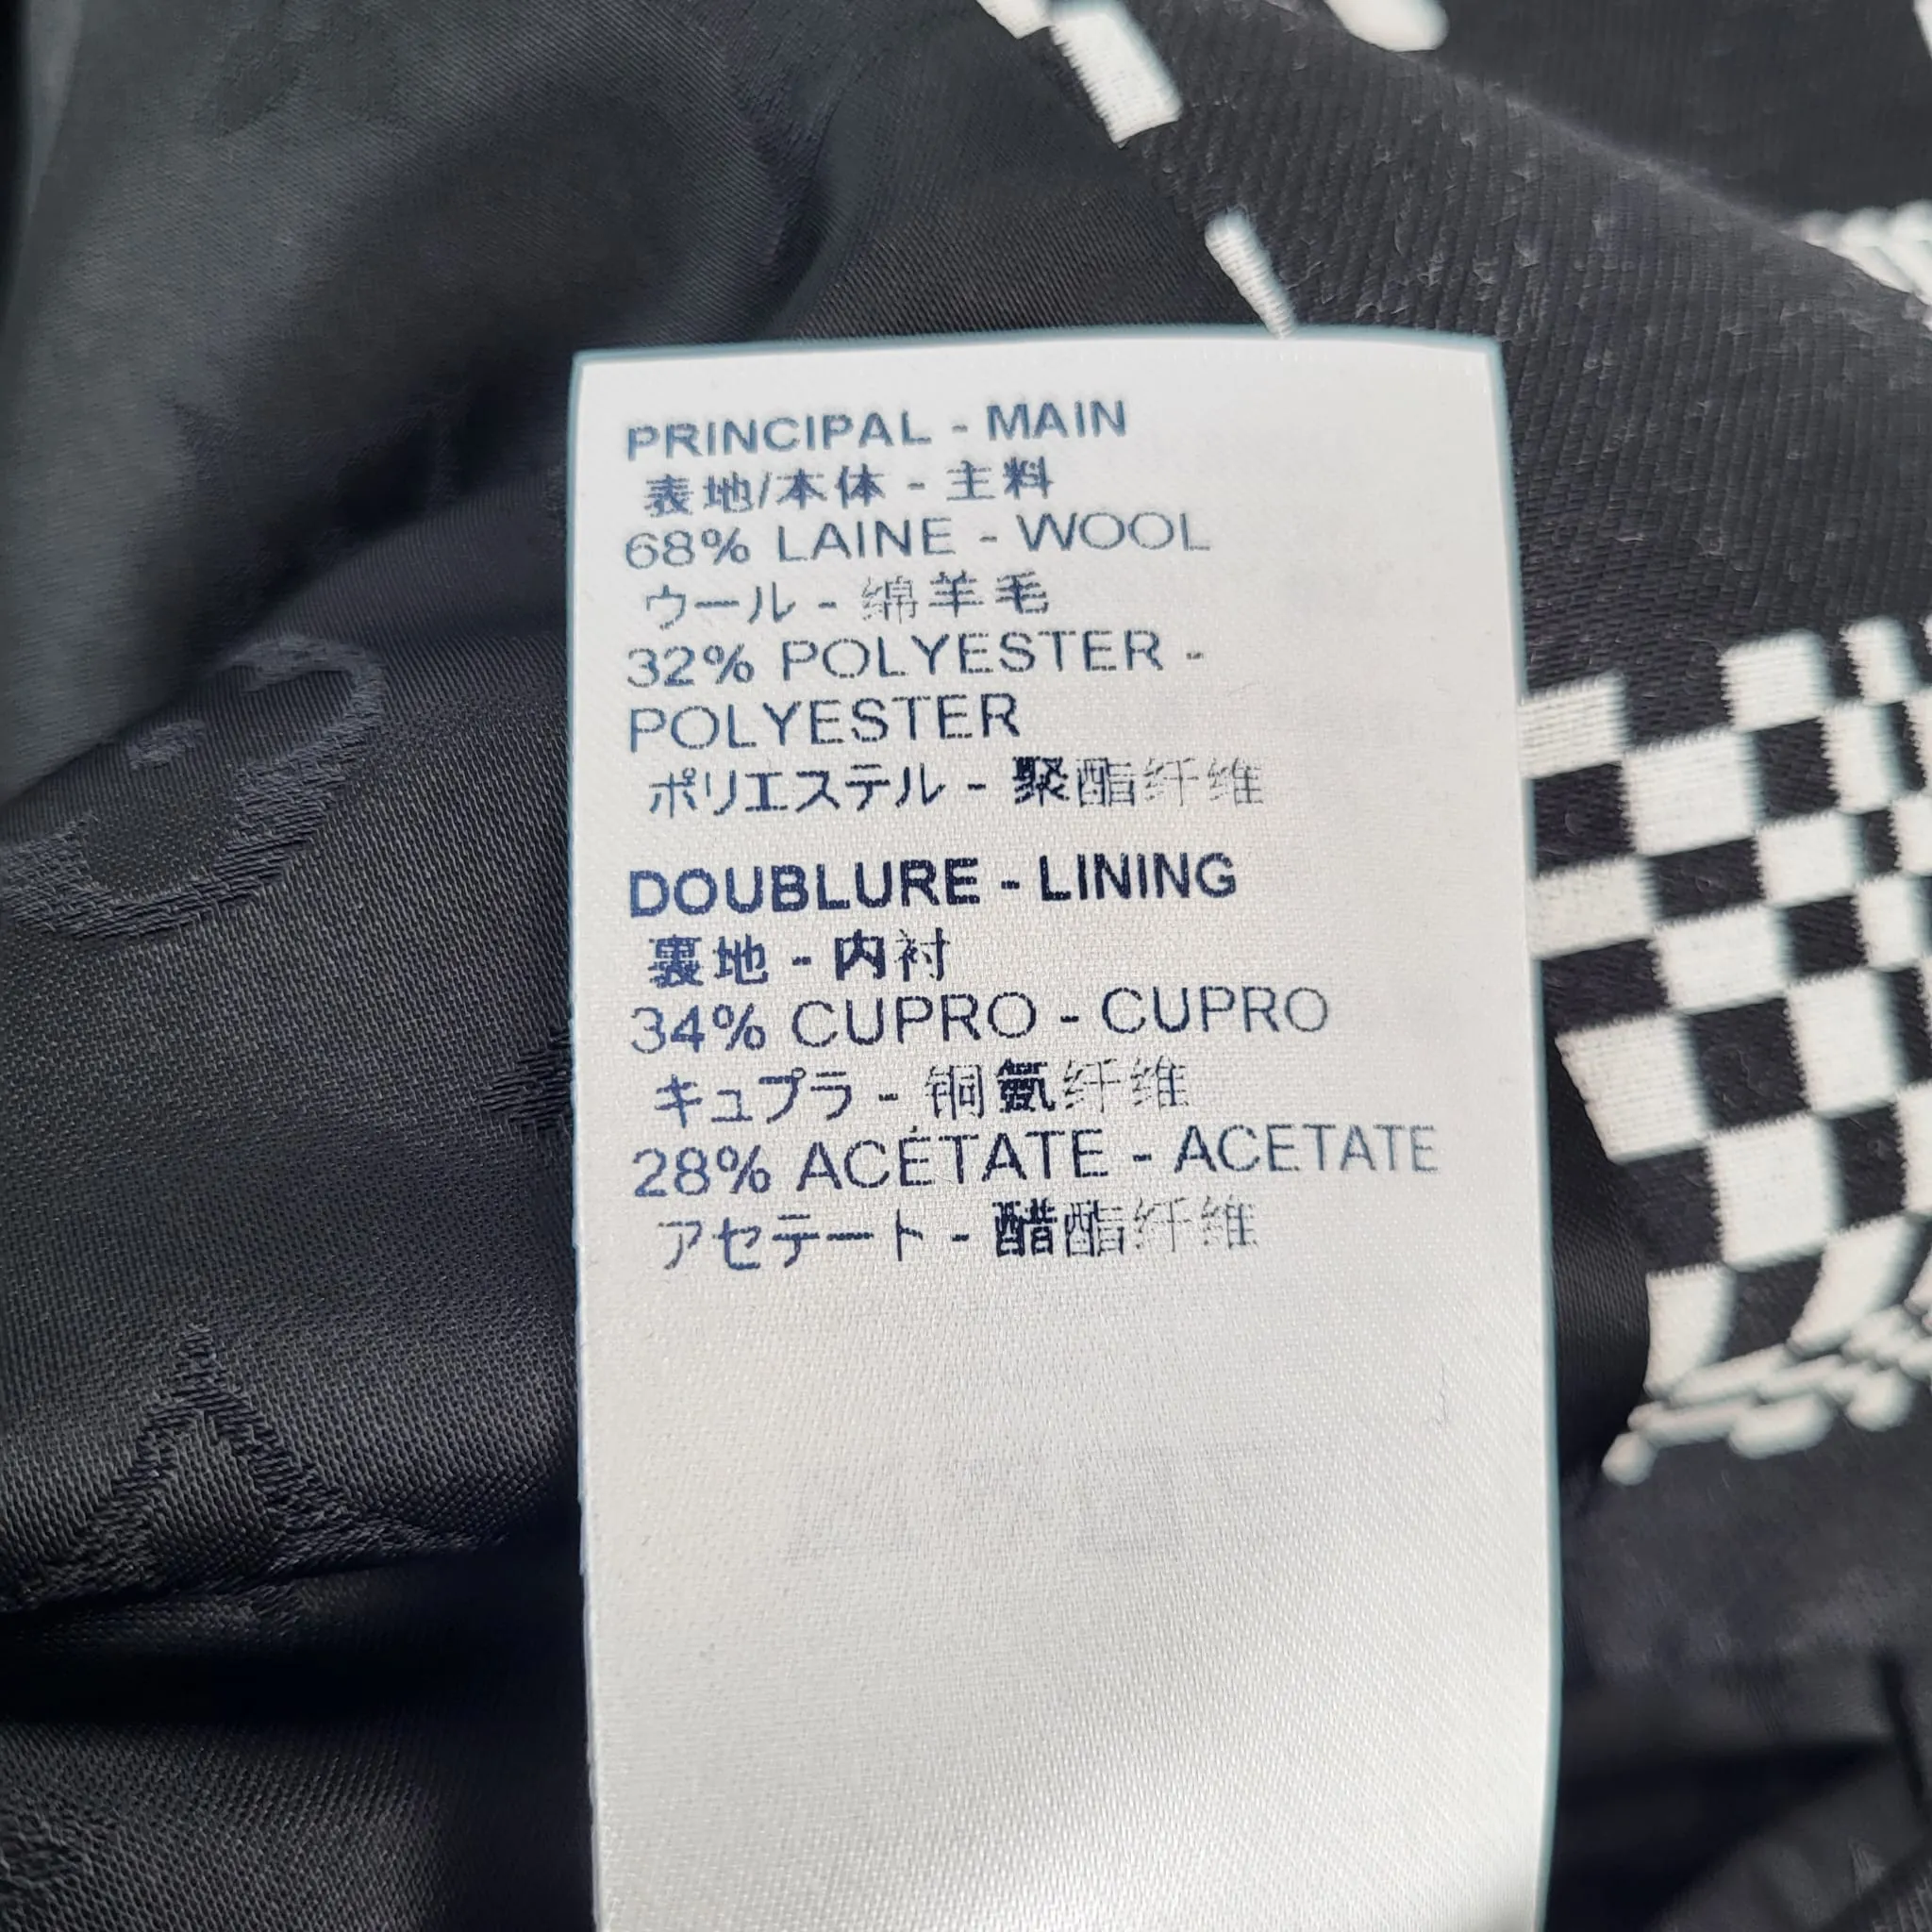 PRINCIPAL - MAIN
表地/本体 - 主料
68% LAINE - WOOL
ウール - 绵羊毛
32% POLYESTER -
POLYESTER
ポリエステル - 聚酯纤维
DOUBLURE - LINING
裏地 - 内衬
34% CUPRO - CUPRO
キュプラ - 铜氨纤维
28% ACÉTATE - ACETATE
アセテート - 醋酯纤维